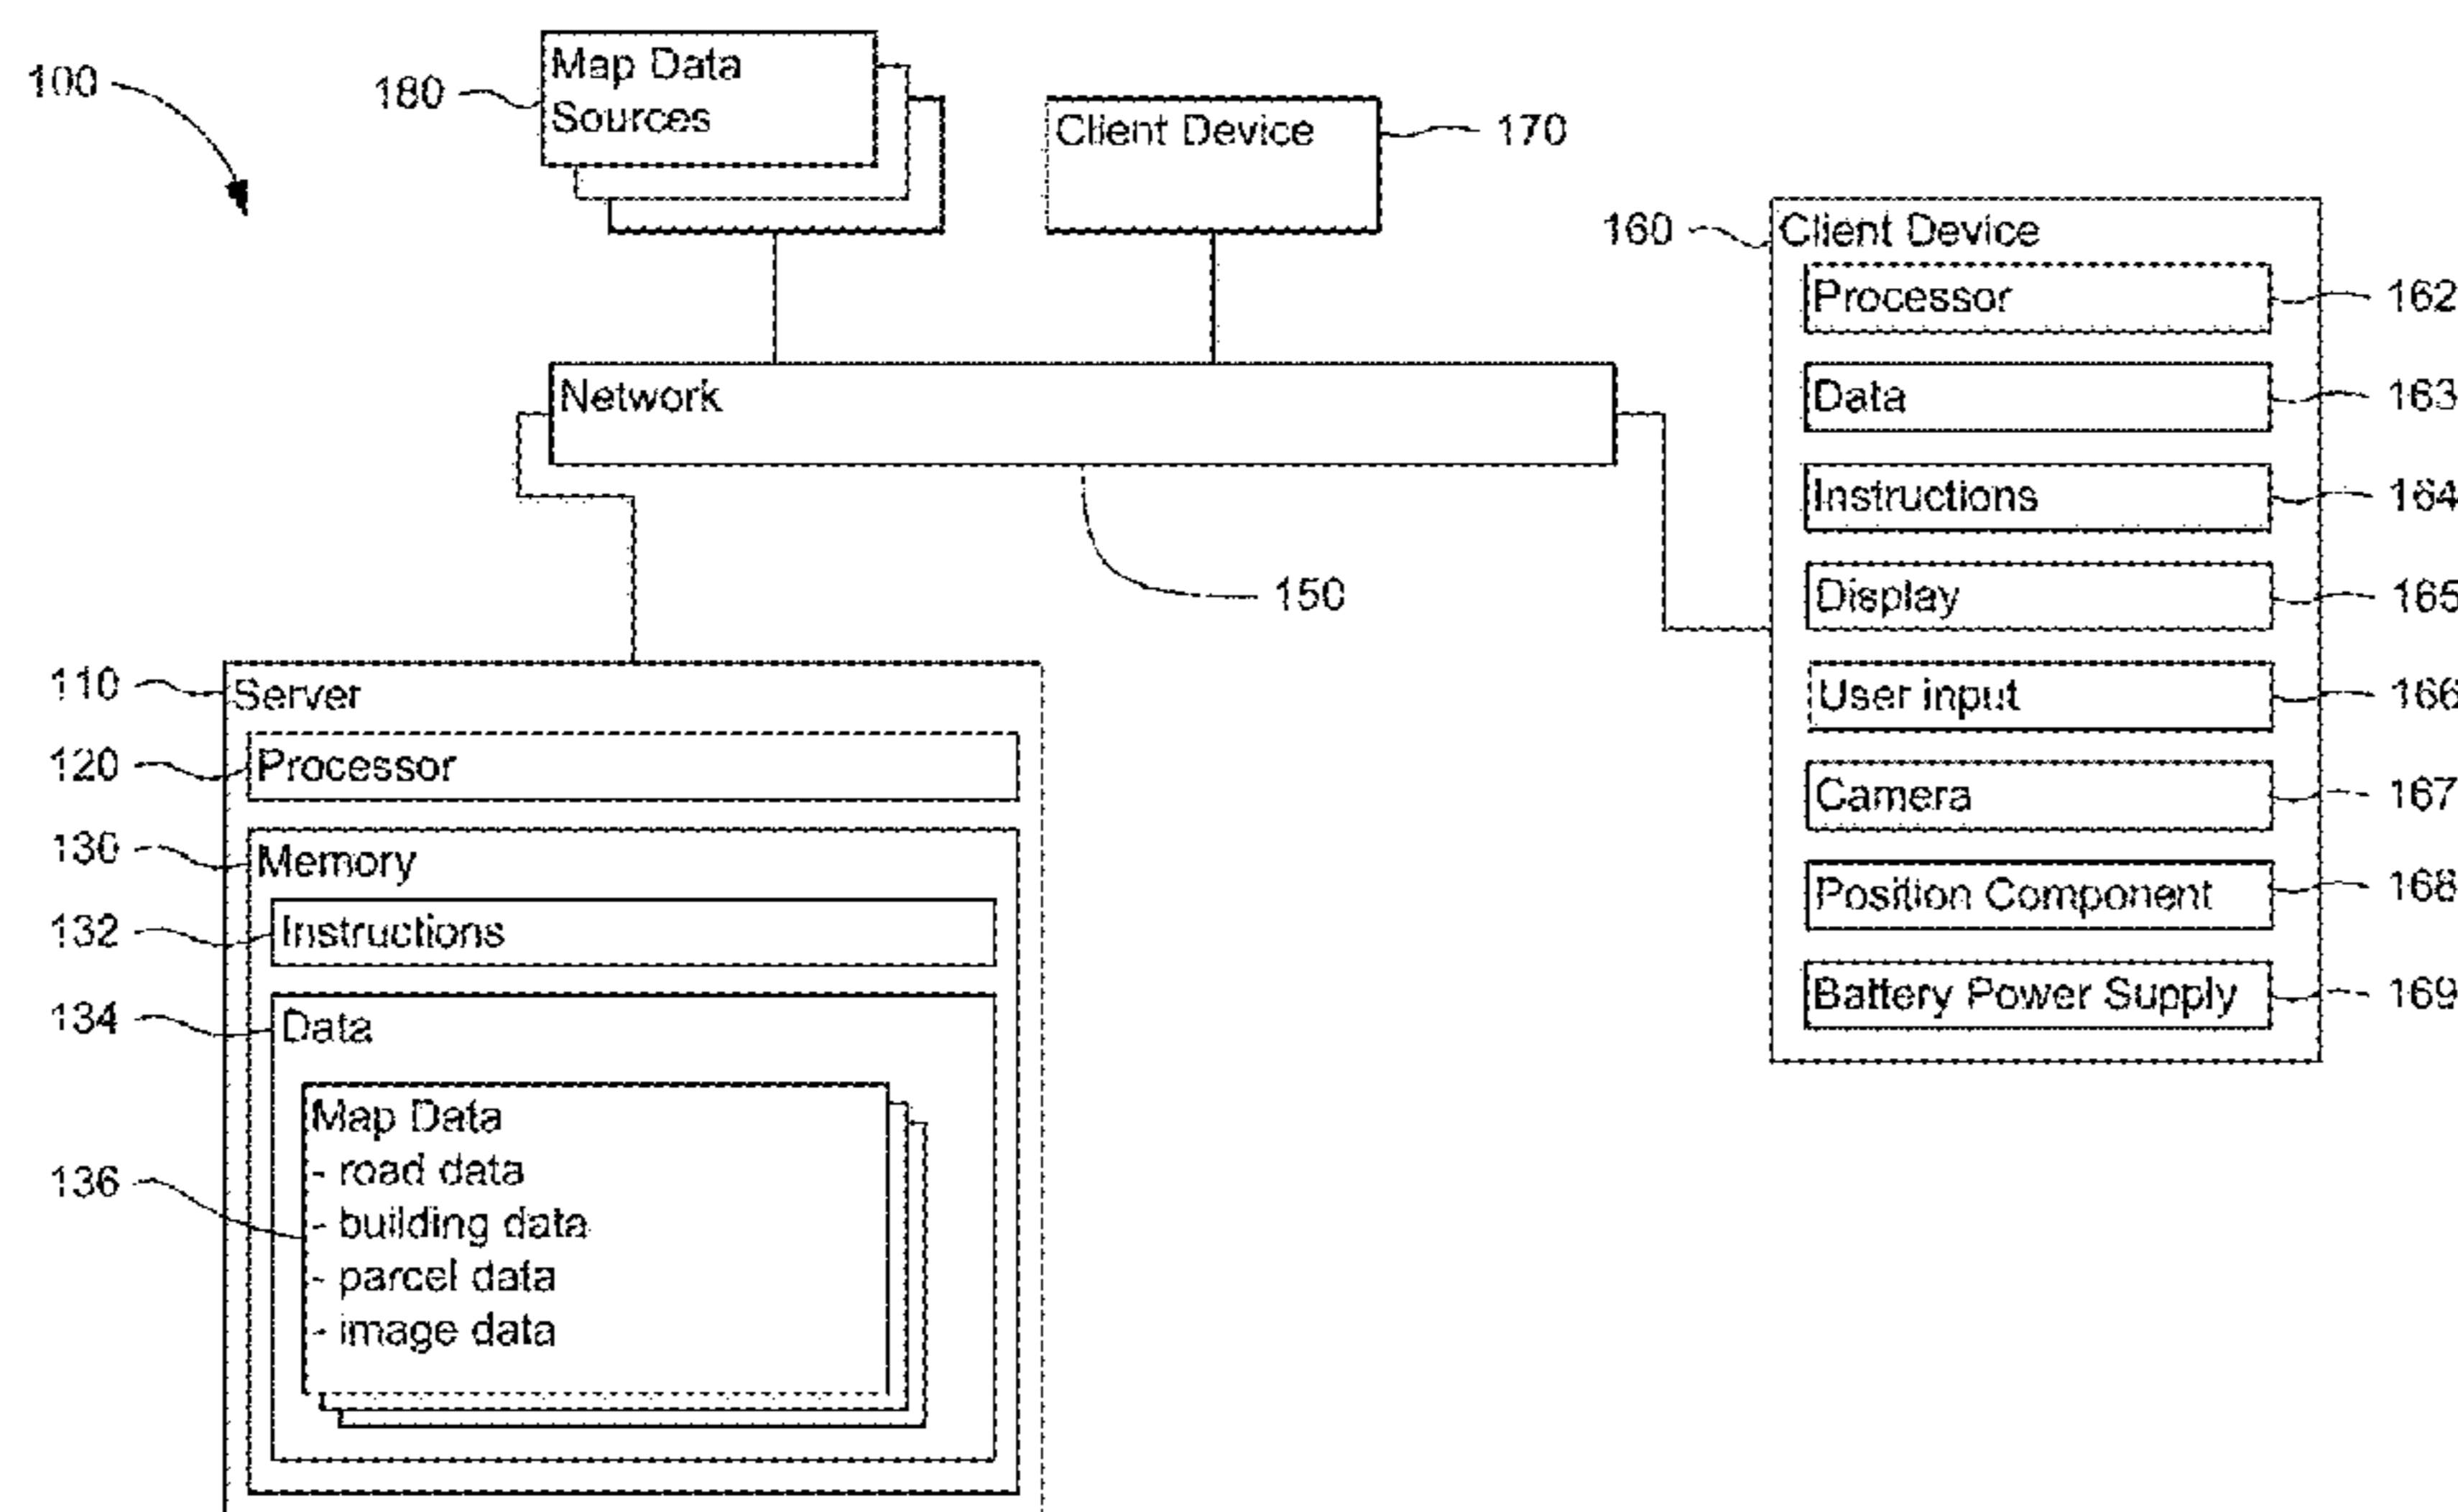 100
180
Map Data
Sources
Client Device
170
160
Client Device
Processor
162
Data
163
Instructions
164
Display
165
User input
166
Camera
167
Position Component
168
Battery Power Supply
169
Network
150
110
Server
120
Processor
130
Memory
132
Instructions
134
Data
136
Map Data
- road data
- building data
- parcel data
- image data